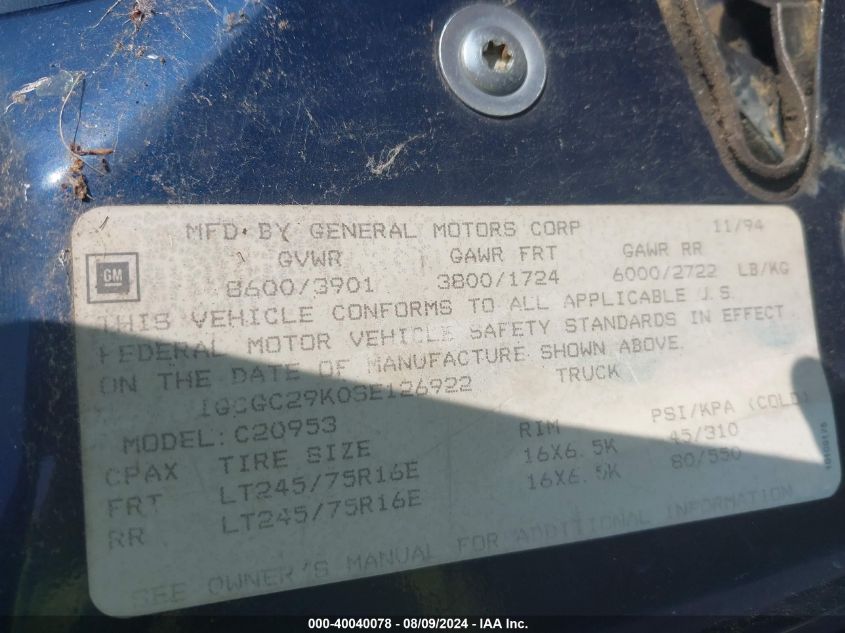 MFD. BY GENERAL MOTORS CORP 11/94
GM
GVWR GAWR FRT GAWR RR
8600/3901 3800/1724 6000/2722 LB/KG
THIS VEHICLE CONFORMS TO ALL APPLICABLE U.S.
FEDERAL MOTOR VEHICLE SAFETY STANDARDS IN EFFECT
ON THE DATE OF MANUFACTURE SHOWN ABOVE.
1GCGC29K0SE126922 TRUCK
MODEL: C20953
CPAX TIRE SIZE RIM PSI/KPA (COLD)
FRT LT245/75R16E 16X6.5K 45/310
RR LT245/75R16E 16X6.5K 80/550
SEE OWNER'S MANUAL FOR ADDITIONAL INFORMATION
000-40040078 - 08/09/2024 - IAA Inc.